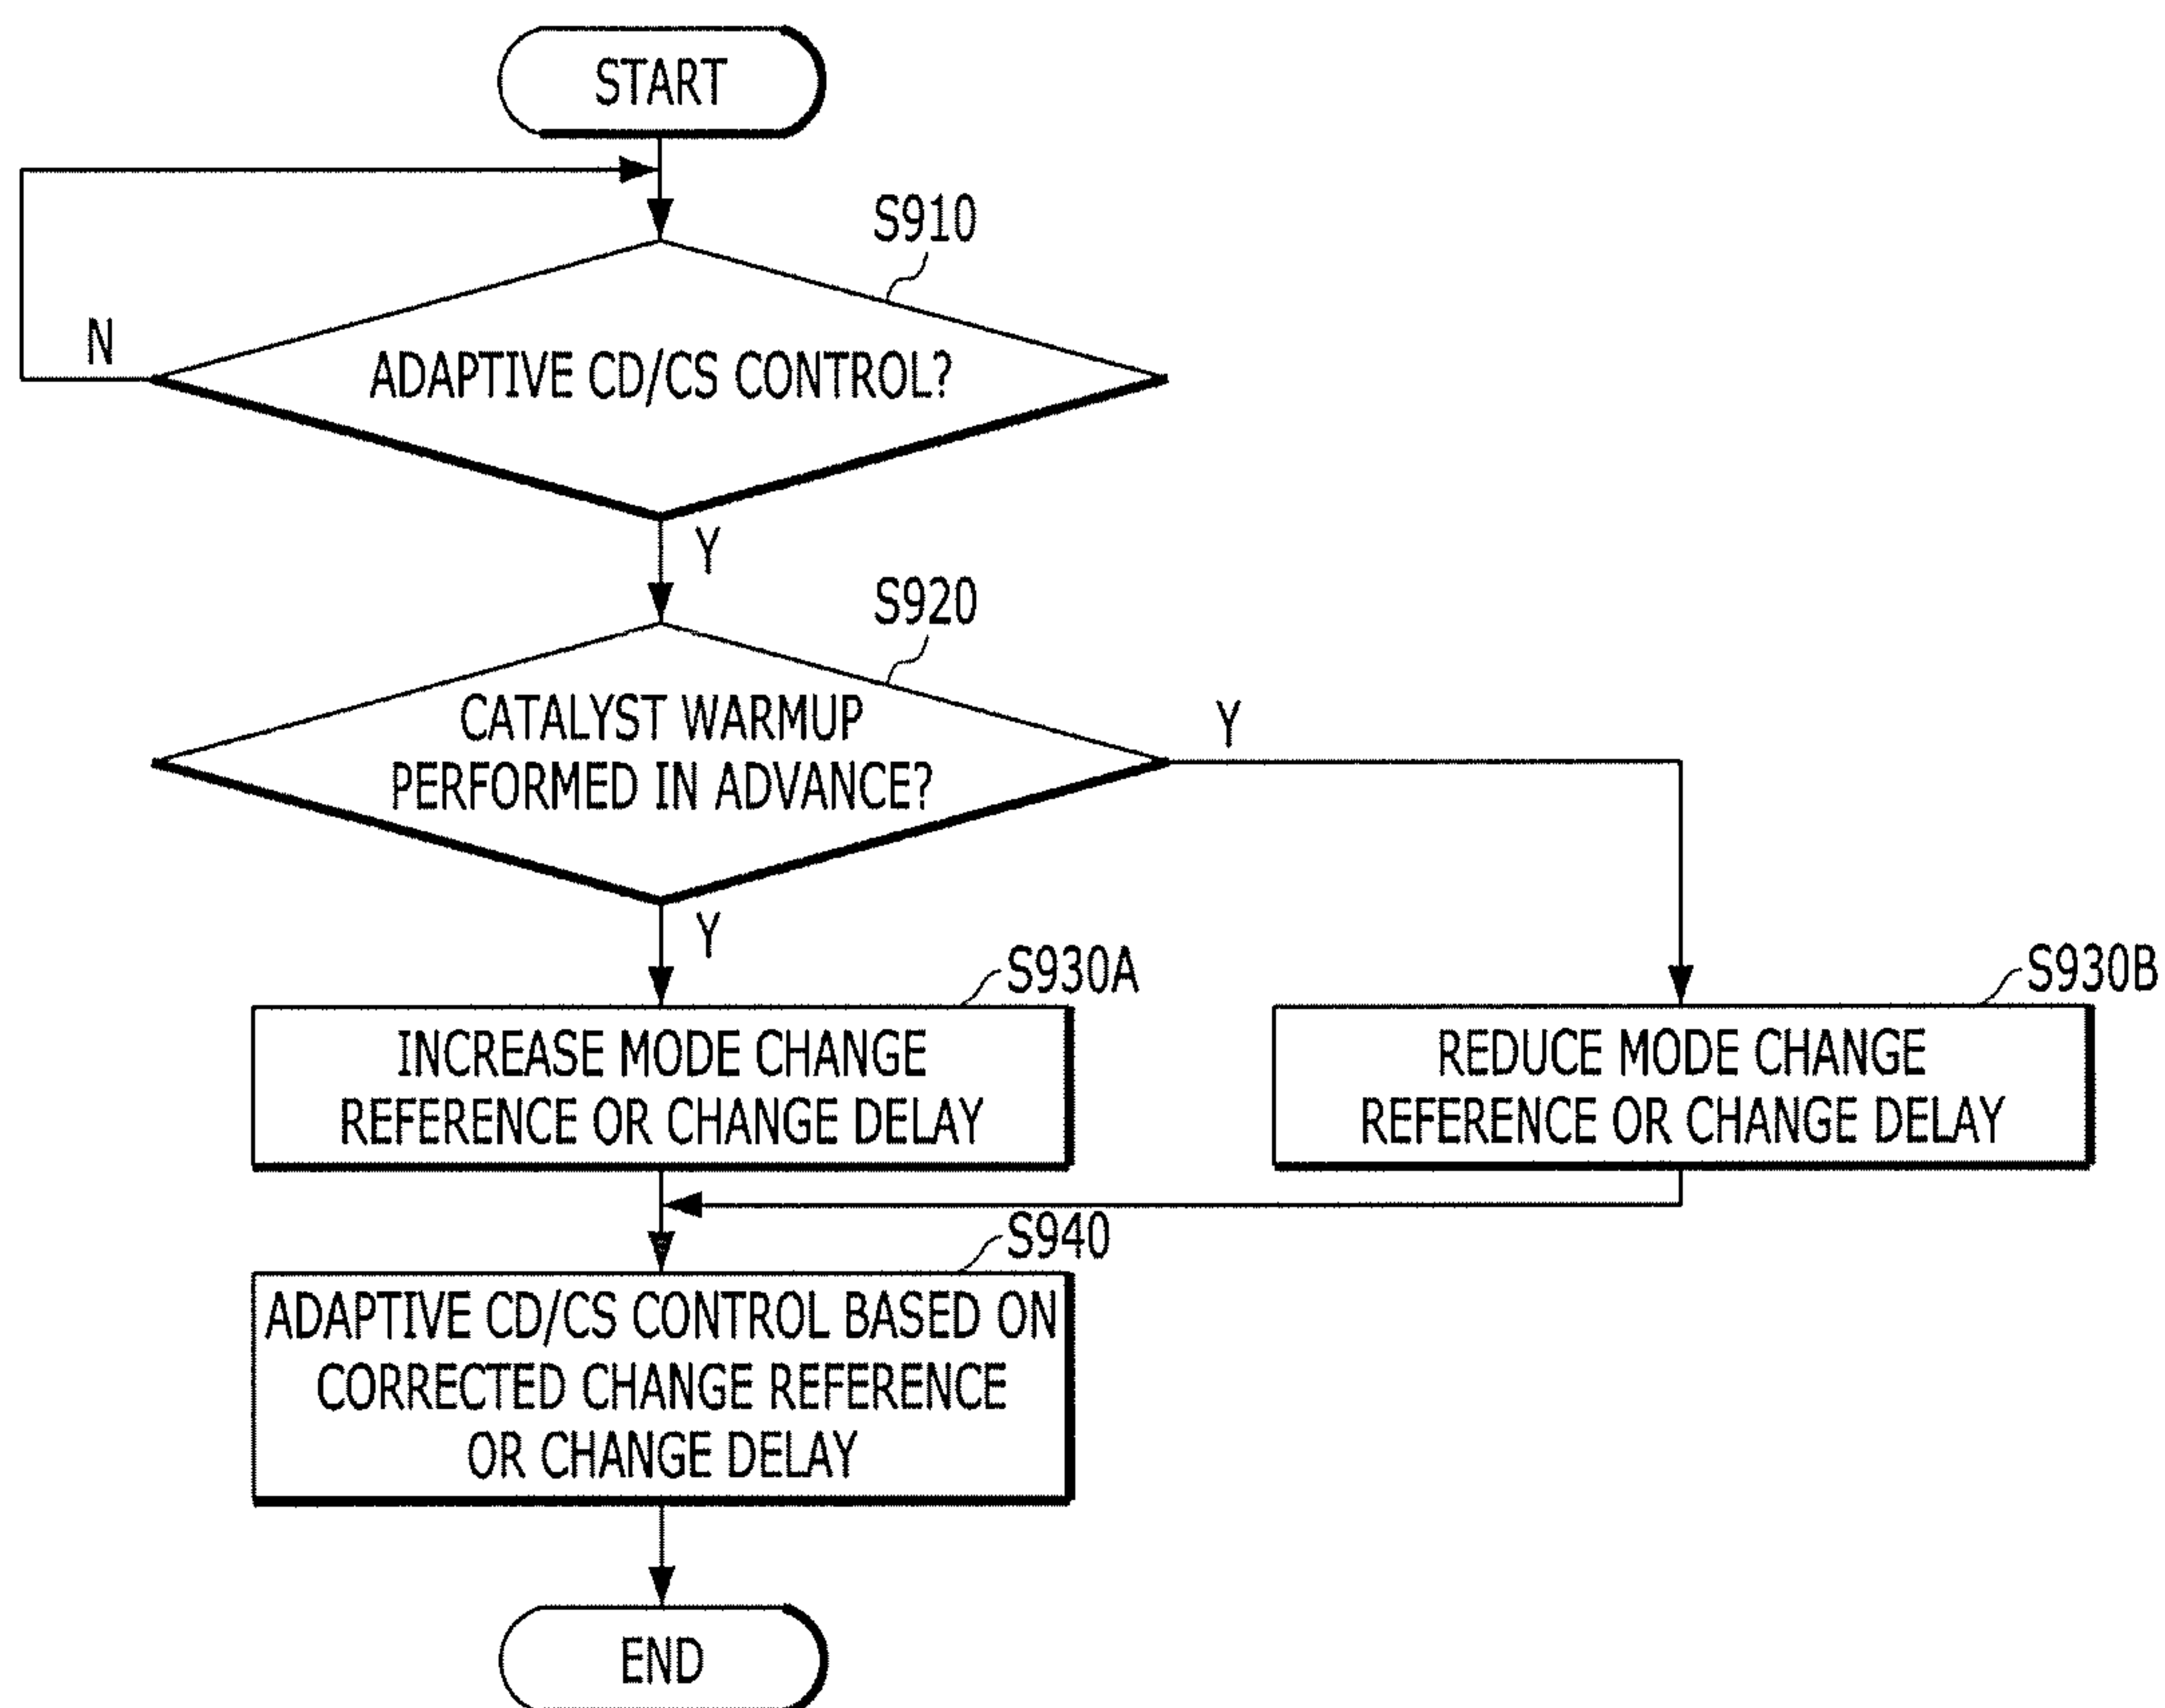 START
S910
N
ADAPTIVE CD/CS CONTROL?
Y
S920
CATALYST WARMUP
PERFORMED IN ADVANCE?
Y
Y
S930A
INCREASE MODE CHANGE
REFERENCE OR CHANGE DELAY
S930B
REDUCE MODE CHANGE
REFERENCE OR CHANGE DELAY
S940
ADAPTIVE CD/CS CONTROL BASED ON
CORRECTED CHANGE REFERENCE
OR CHANGE DELAY
END